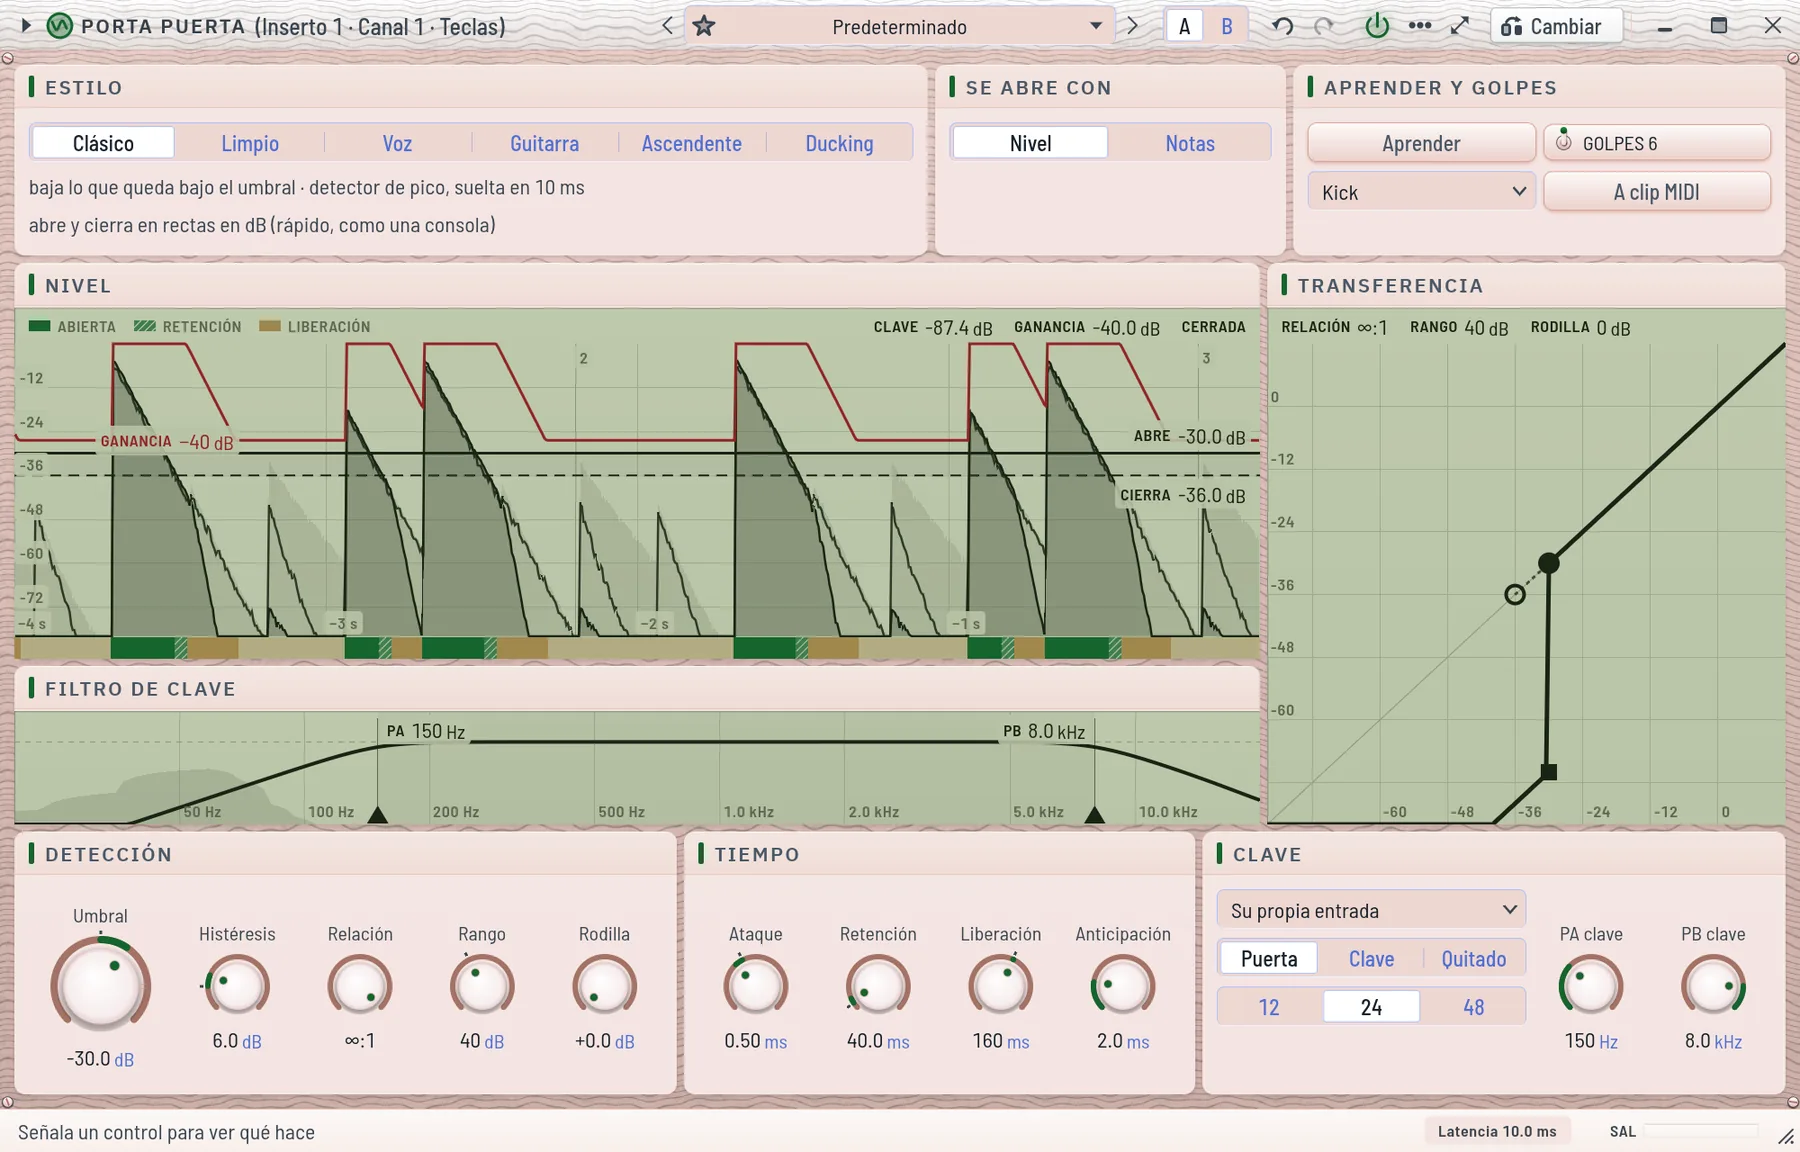 PORTA PUERTA (Inserto 1 · Canal 1 · Teclas)
Predeterminado
A B
Cambiar
ESTILO
Clásico Limpio Voz Guitarra Ascendente Ducking
baja lo que queda bajo el umbral · detector de pico, suelta en 10 ms
abre y cierra en rectas en dB (rápido, como una consola)
SE ABRE CON
Nivel Notas
APRENDER Y GOLPES
Aprender GOLPES 6
Kick A clip MIDI
NIVEL
ABIERTA RETENCIÓN LIBERACIÓN CLAVE -87.4 dB GANANCIA -40.0 dB CERRADA
2 3
-12
-24
GANANCIA −40 dB
ABRE -30.0 dB
-36
CIERRA -36.0 dB
-48
-60
-72
-4 s −3 s −2 s −1 s
TRANSFERENCIA
RELACIÓN ∞:1 RANGO 40 dB RODILLA 0 dB
0
-12
-24
-36
-48
-60
-60 -48 -36 -24 -12 0
FILTRO DE CLAVE
PA 150 Hz PB 8.0 kHz
50 Hz 100 Hz 200 Hz 500 Hz 1.0 kHz 2.0 kHz 5.0 kHz 10.0 kHz
DETECCIÓN
Umbral Histéresis Relación Rango Rodilla
-30.0 dB 6.0 dB ∞:1 40 dB +0.0 dB
TIEMPO
Ataque Retención Liberación Anticipación
0.50 ms 40.0 ms 160 ms 2.0 ms
CLAVE
Su propia entrada
Puerta Clave Quitado
12 24 48
PA clave PB clave
150 Hz 8.0 kHz
Señala un control para ver qué hace
Latencia 10.0 ms SAL